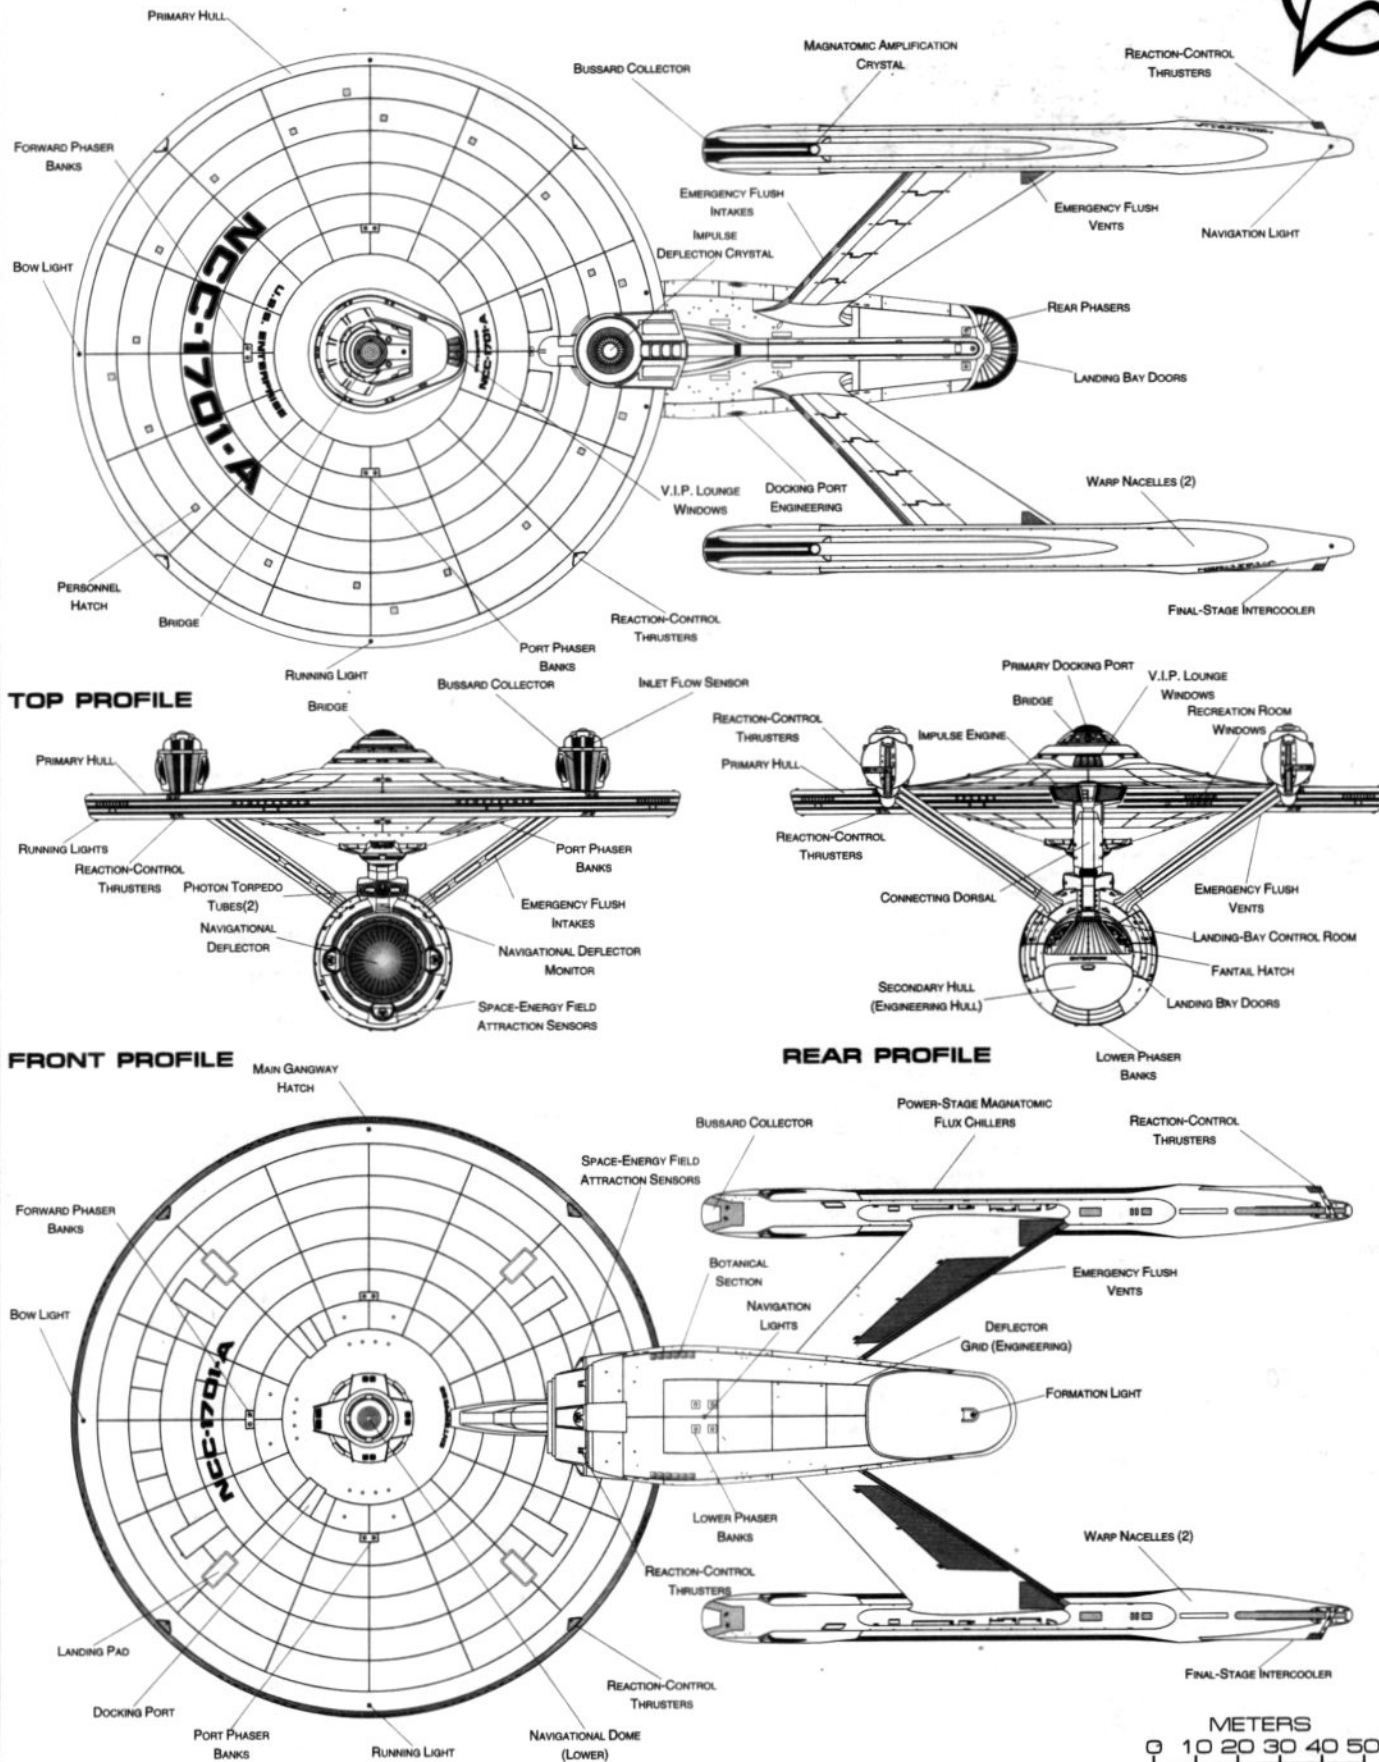 PRIMARY HULL
MAGNATOMIC AMPLIFICATION
CRYSTAL
REACTION-CONTROL
THRUSTERS
BUSSARD COLLECTOR
FORWARD PHASER
BANKS
EMERGENCY FLUSH
INTAKES
EMERGENCY FLUSH
VENTS
NAVIGATION LIGHT
IMPULSE
DEFLECTION CRYSTAL
BOW LIGHT
NCC-1701-A
U.S.S. ENTERPRISE
NCC-1701-A
REAR PHASERS
LANDING BAY DOORS
V.I.P. LOUNGE
WINDOWS
DOCKING PORT
ENGINEERING
WARP NACELLES (2)
PERSONNEL
HATCH
BRIDGE
REACTION-CONTROL
THRUSTERS
FINAL-STAGE INTERCOOLER
PORT PHASER
BANKS
RUNNING LIGHT
TOP PROFILE
BUSSARD COLLECTOR
INLET FLOW SENSOR
BRIDGE
PRIMARY HULL
RUNNING LIGHTS
REACTION-CONTROL
THRUSTERS
PHOTON TORPEDO
TUBES(2)
NAVIGATIONAL
DEFLECTOR
PORT PHASER
BANKS
EMERGENCY FLUSH
INTAKES
NAVIGATIONAL DEFLECTOR
MONITOR
SPACE-ENERGY FIELD
ATTRACTION SENSORS
FRONT PROFILE
PRIMARY DOCKING PORT
V.I.P. LOUNGE
WINDOWS
BRIDGE
RECREATION ROOM
WINDOWS
REACTION-CONTROL
THRUSTERS
IMPULSE ENGINE
PRIMARY HULL
REACTION-CONTROL
THRUSTERS
CONNECTING DORSAL
EMERGENCY FLUSH
VENTS
LANDING-BAY CONTROL ROOM
FANTAIL HATCH
SECONDARY HULL
(ENGINEERING HULL)
LANDING BAY DOORS
ENTERPRISE
LOWER PHASER
BANKS
REAR PROFILE
MAIN GANGWAY
HATCH
POWER-STAGE MAGNATOMIC
FLUX CHILLERS
BUSSARD COLLECTOR
REACTION-CONTROL
THRUSTERS
SPACE-ENERGY FIELD
ATTRACTION SENSORS
FORWARD PHASER
BANKS
BOTANICAL
SECTION
EMERGENCY FLUSH
VENTS
NAVIGATION
LIGHTS
DEFLECTOR
GRID (ENGINEERING)
BOW LIGHT
NCC-1701-A
FORMATION LIGHT
LOWER PHASER
BANKS
WARP NACELLES (2)
REACTION-CONTROL
THRUSTERS
LANDING PAD
DOCKING PORT
REACTION-CONTROL
THRUSTERS
FINAL-STAGE INTERCOOLER
PORT PHASER
BANKS
RUNNING LIGHT
NAVIGATIONAL DOME
(LOWER)
METERS
0 10 20 30 40 50